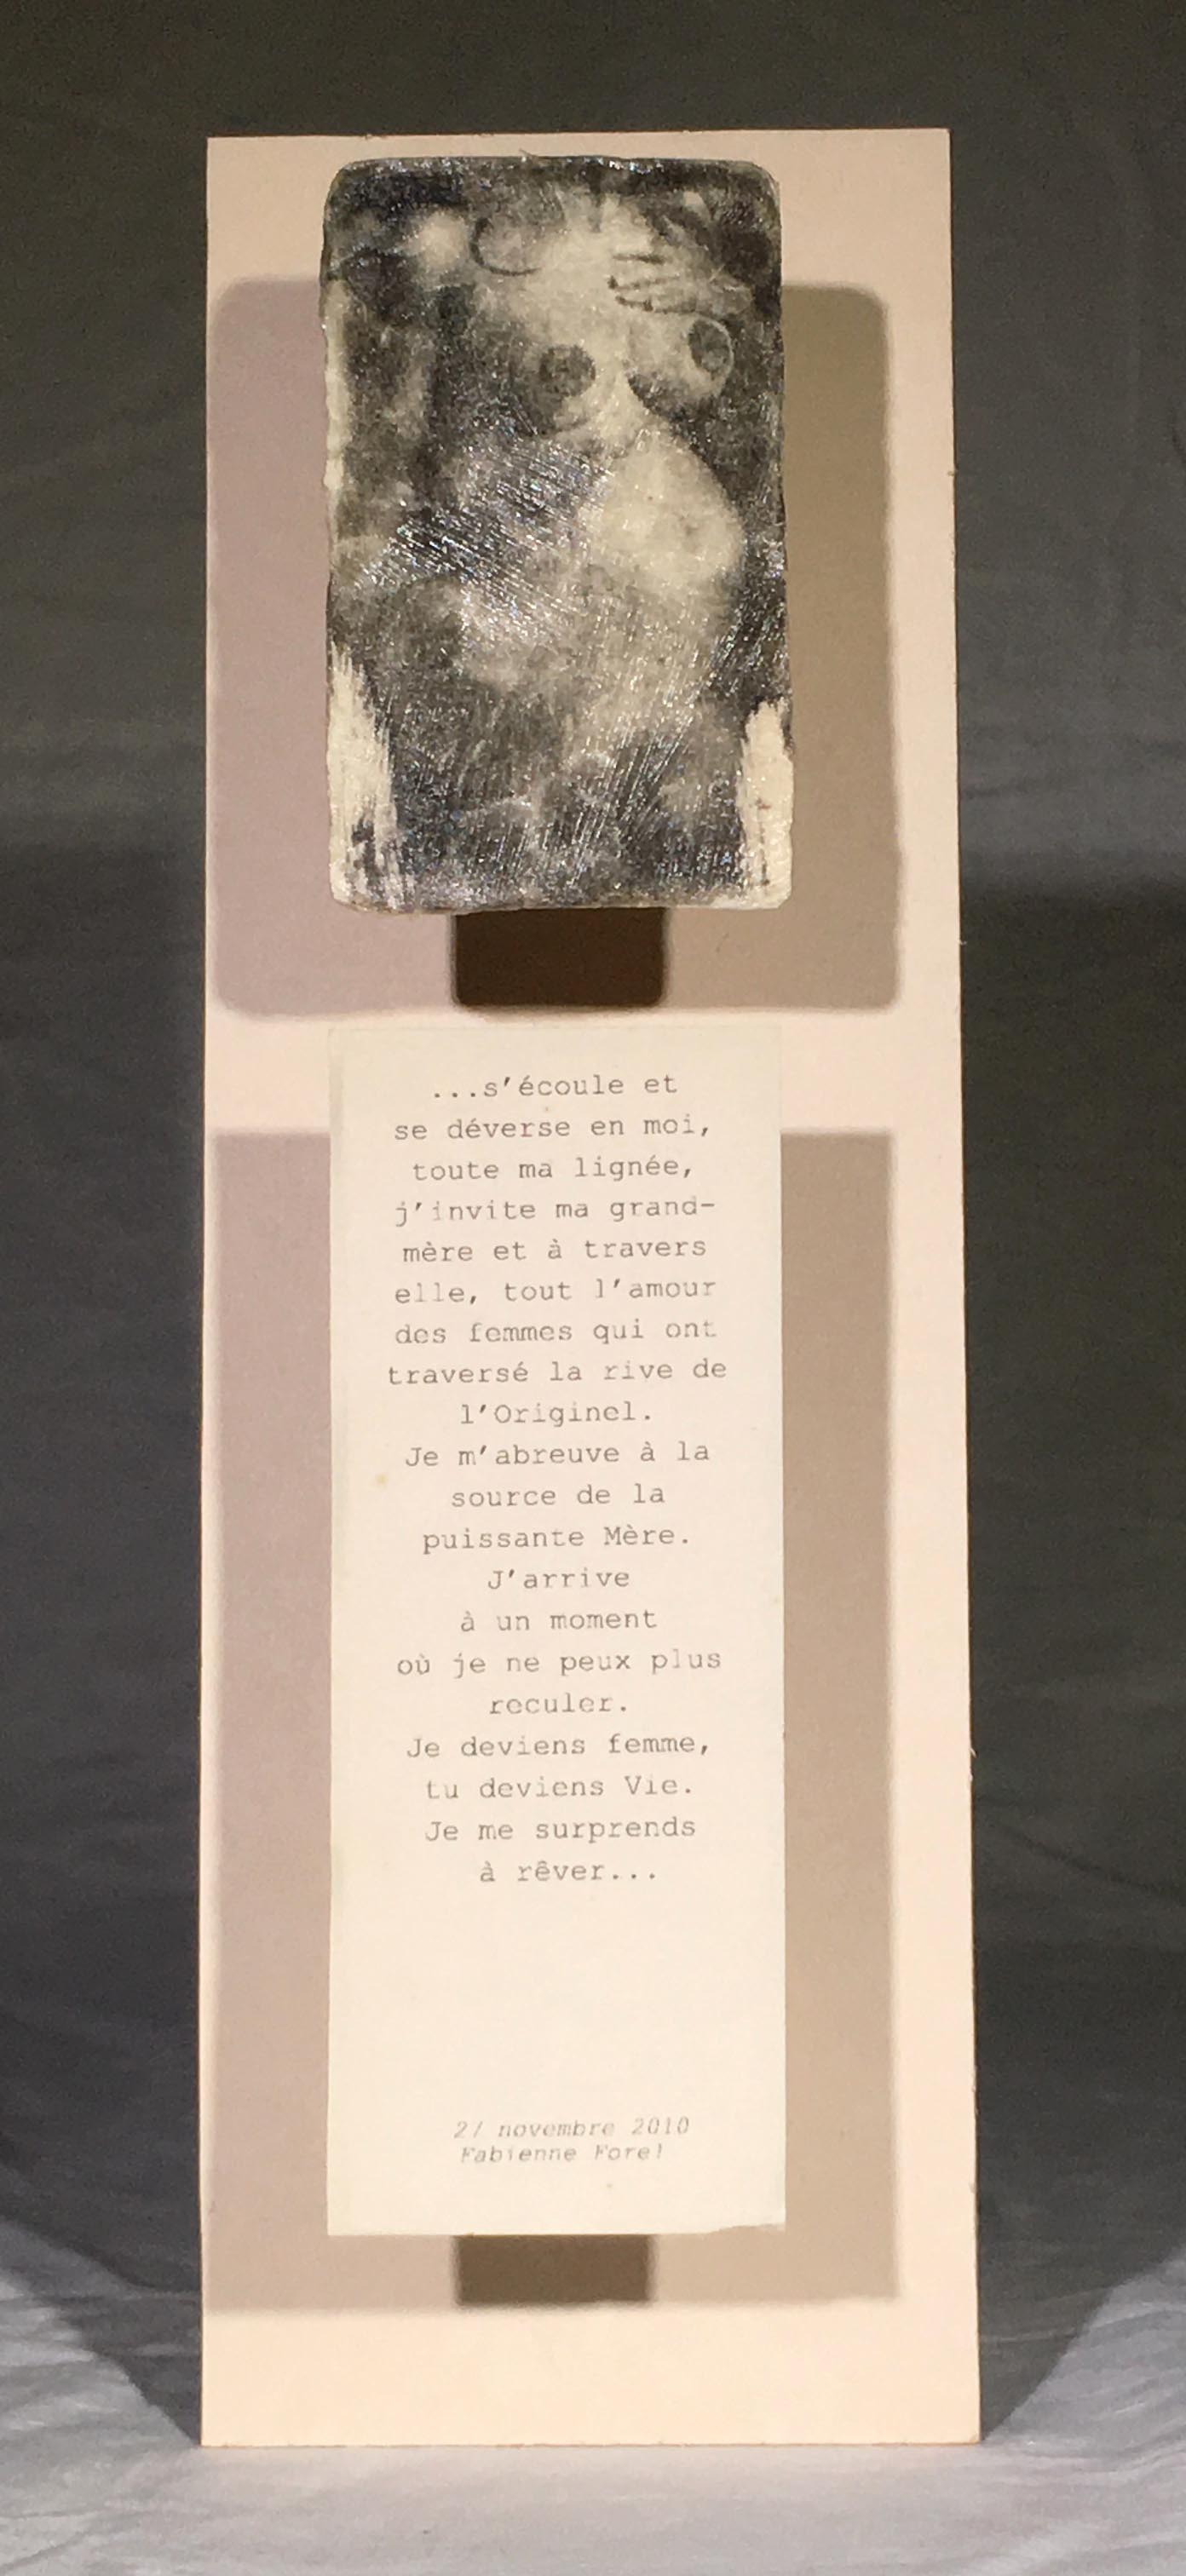 ...s'écoule et
se déverse en moi,
toute ma lignée,
j'invite ma grand-
mère et à travers
elle, tout l'amour
des femmes qui ont
traversé la rive de
l'Originel.
Je m'abreuve à la
source de la
puissante Mère.
J'arrive
à un moment
où je ne peux plus
reculer.
Je deviens femme,
tu deviens Vie.
Je me surprends
à rêver...
novembre 2010
Fabienne